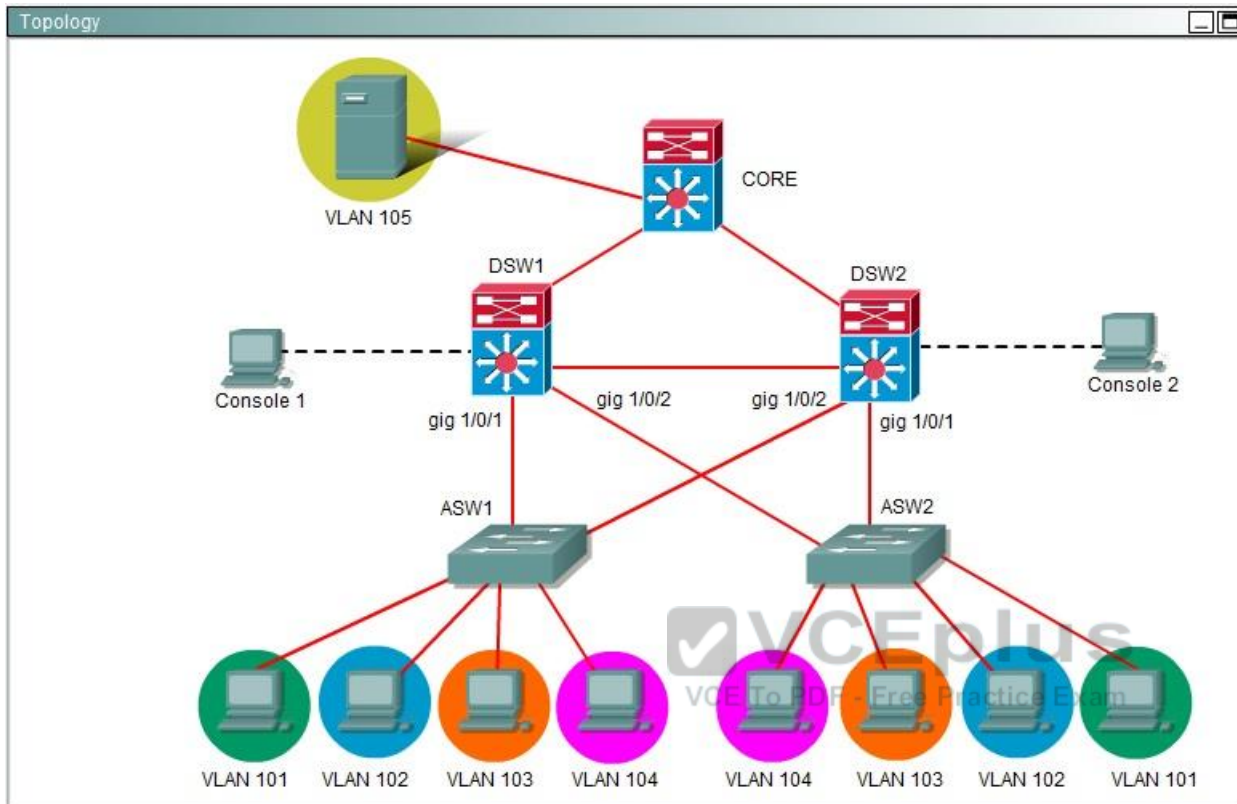 Topology
VLAN 105
CORE
DSW1
DSW2
Console 1
Console 2
gig 1/0/1
gig 1/0/2
gig 1/0/2
gig 1/0/1
ASW1
ASW2
VCEplus
VCE To PDF - Free Practice Exam
VLAN 101
VLAN 102
VLAN 103
VLAN 104
VLAN 104
VLAN 103
VLAN 102
VLAN 101